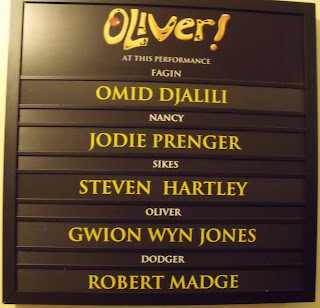 OLIVER!
AT THIS PERFORMANCE
FAGIN
OMID DJALILI
NANCY
JODIE PRENGER
SIKES
STEVEN HARTLEY
OLIVER
GWION WYN JONES
DODGER
ROBERT MADGE